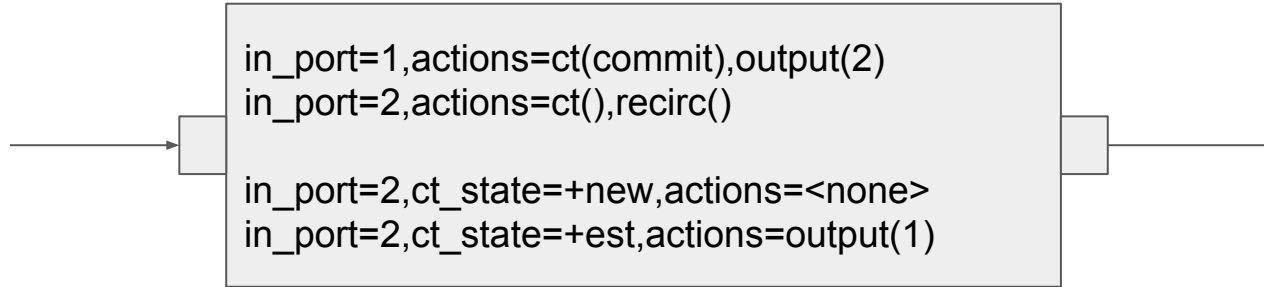 in_port=1,actions=ct(commit),output(2)
in_port=2,actions=ct(),recirc()
in_port=2,ct_state=+new,actions=<none>
in_port=2,ct_state=+est,actions=output(1)